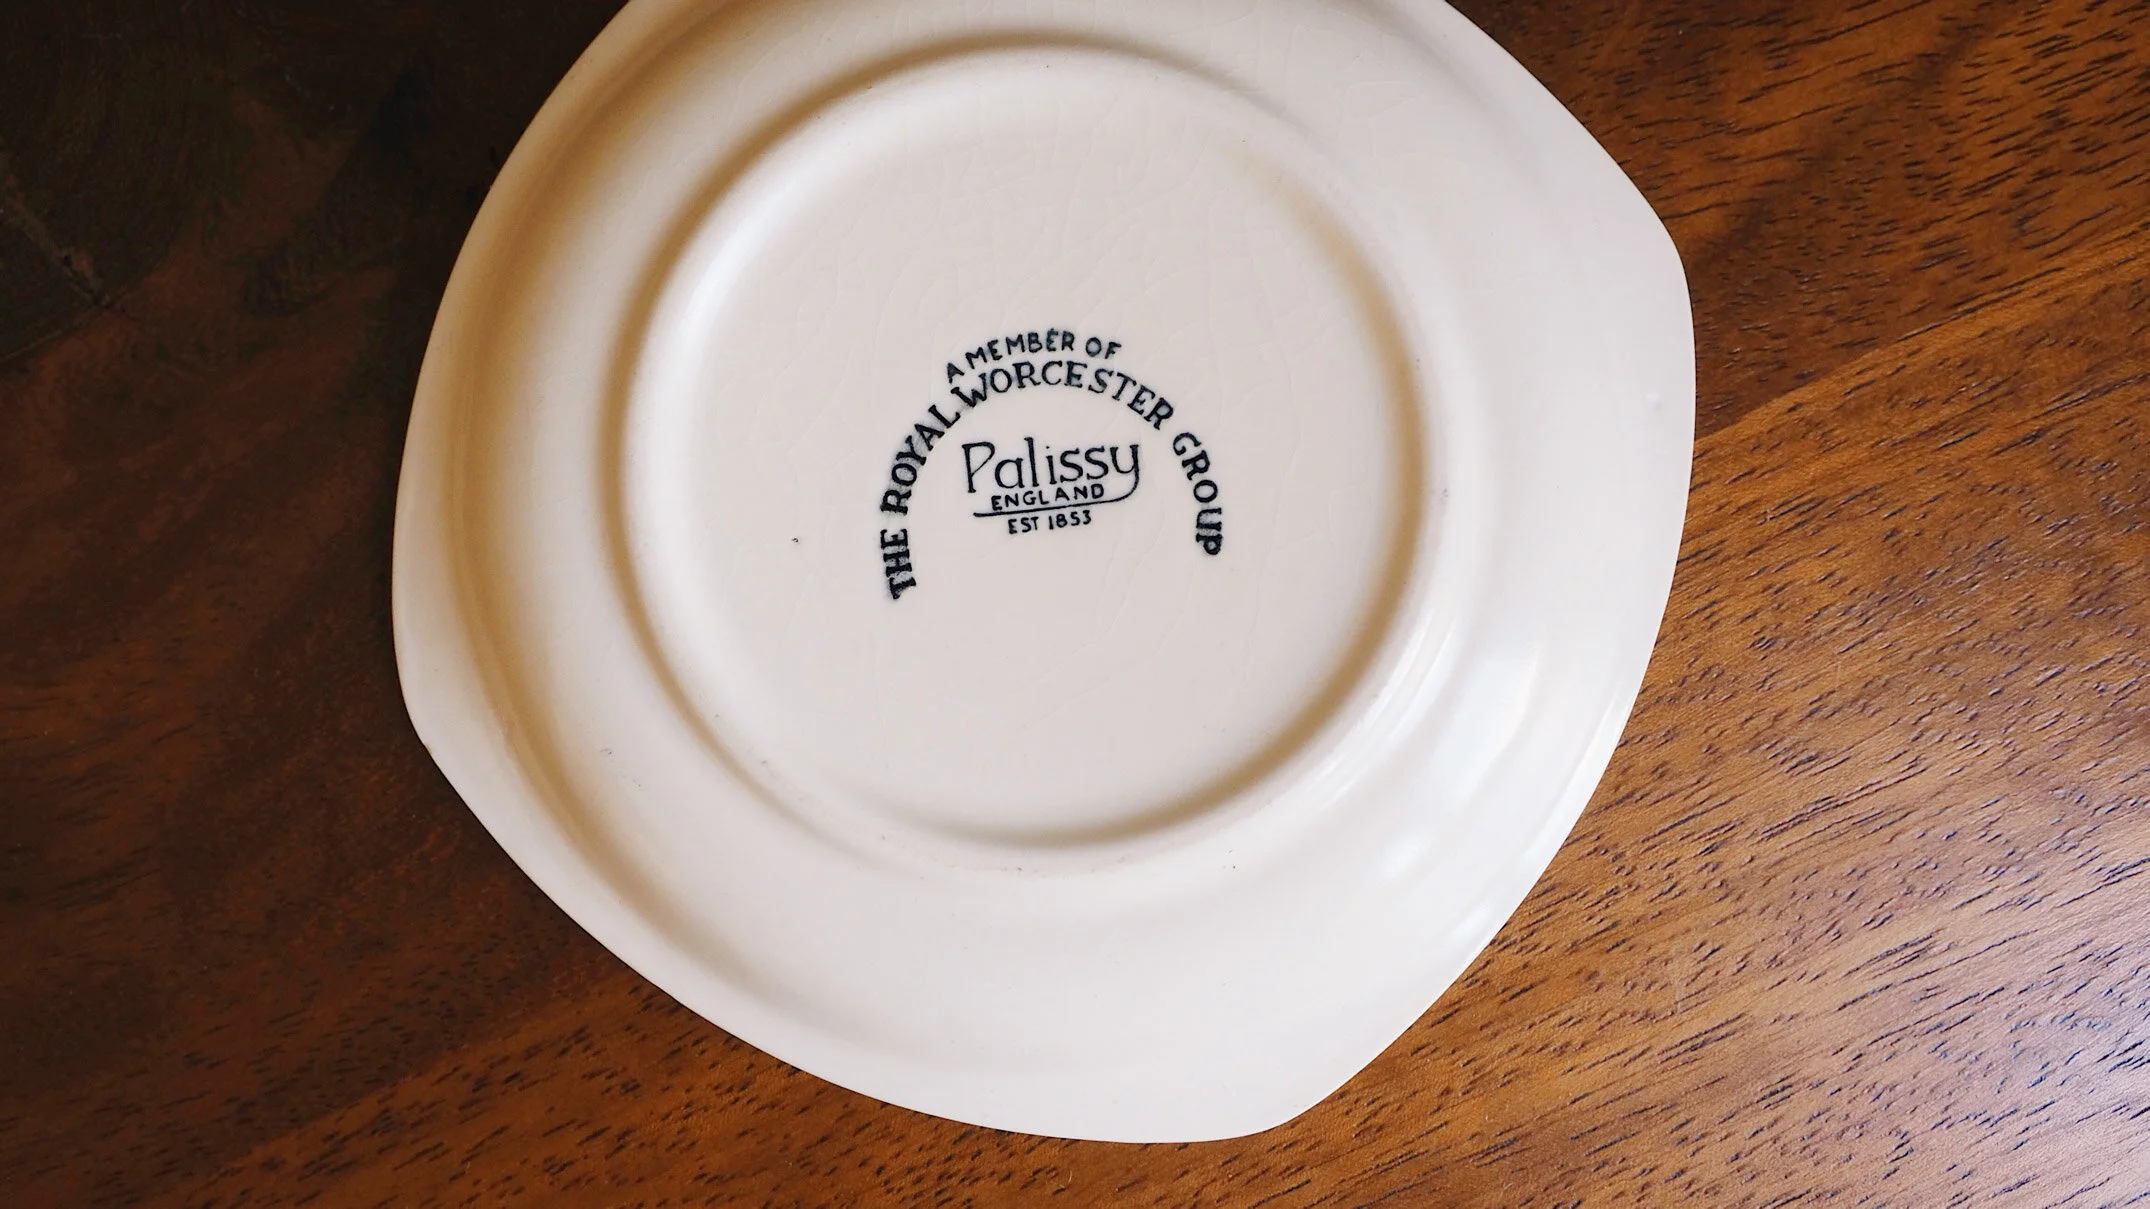 A MEMBER OF
THE ROYAL WORCESTER GROUP
Palissy
ENGLAND
EST 1853